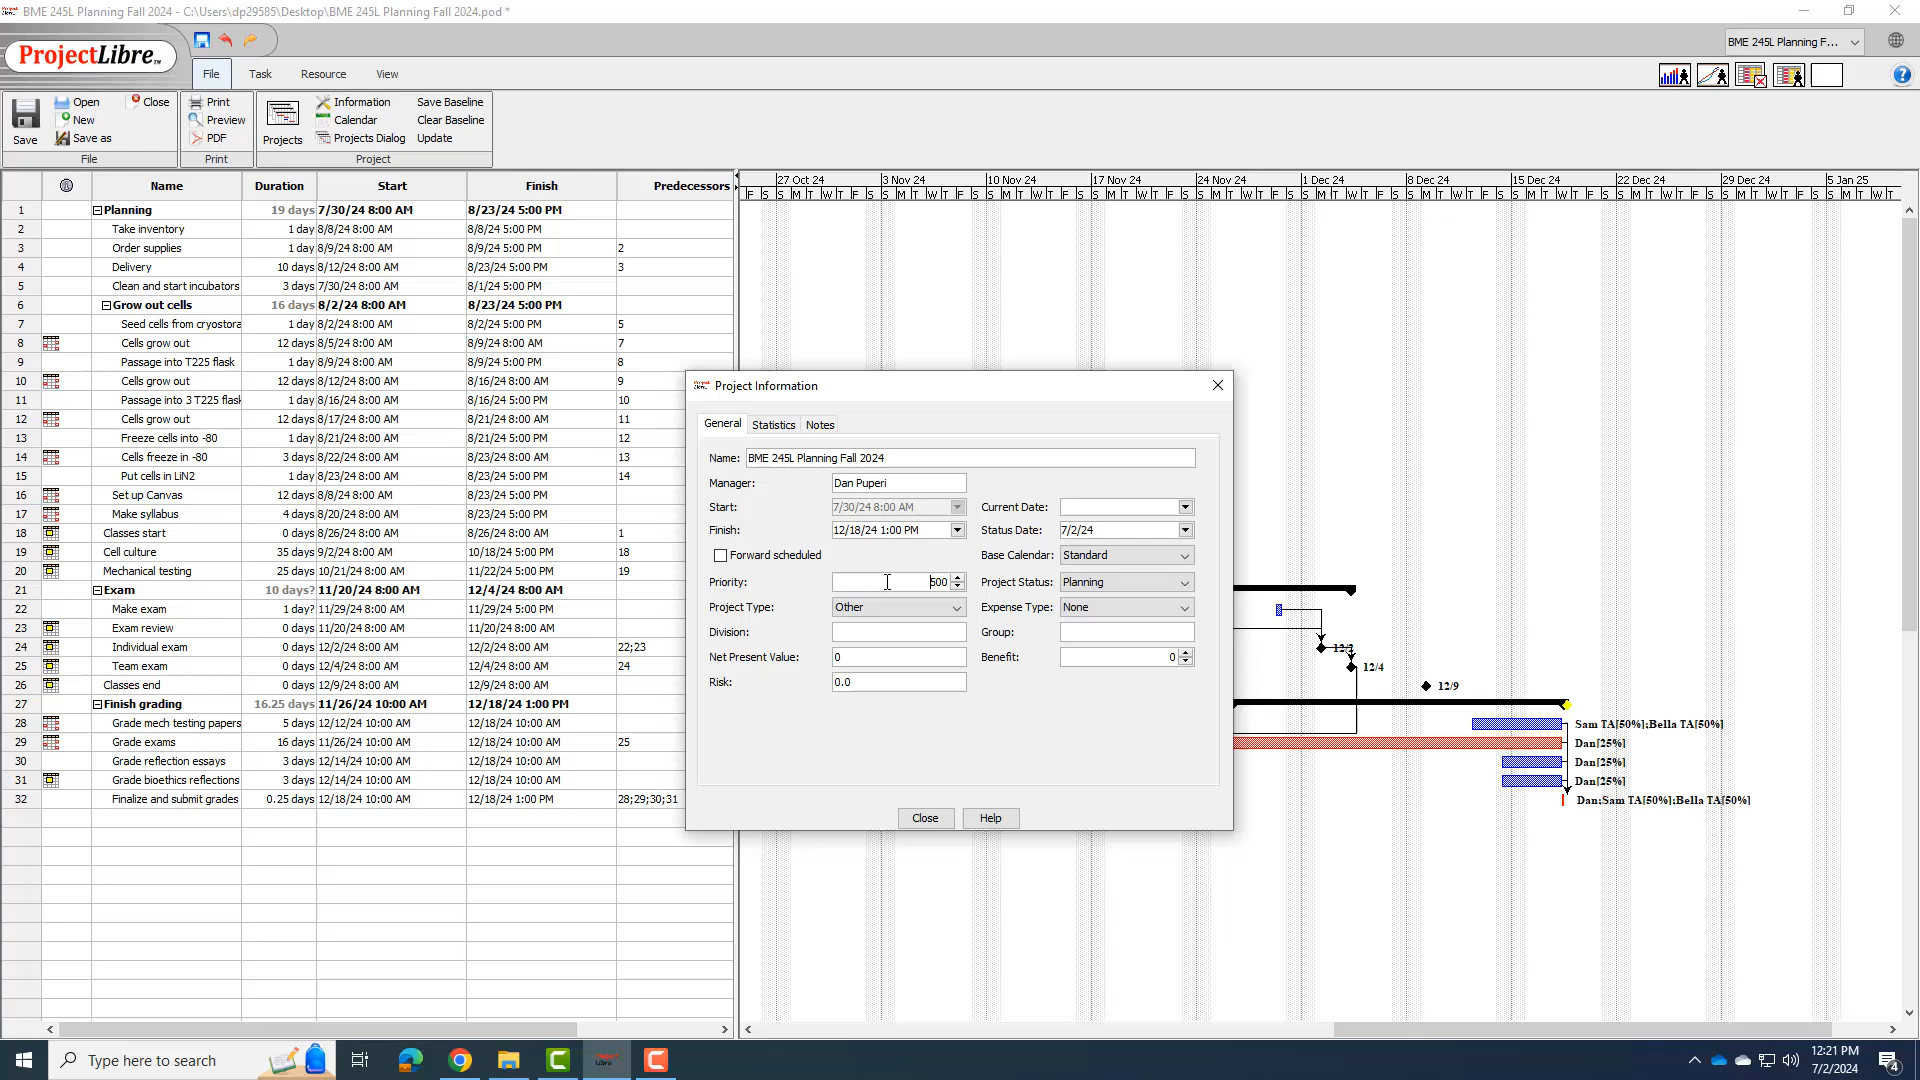 BME 245L Planning Fall 2024 - C:\Users\dp29585\Desktop\BME 245L Planning Fall 2024.pod *
ProjectLibre
File Task Resource View
BME 245L Planning F...
Open Close Print Information Save Baseline
New Preview Calendar Clear Baseline
Save Save as PDF Projects Projects Dialog Update
File Print Project
Name Duration Start Finish Predecessors
27 Oct 24 3 Nov 24 10 Nov 24 17 Nov 24 24 Nov 24 1 Dec 24 8 Dec 24 15 Dec 24 22 Dec 24 29 Dec 24 5 Jan 25
F S S M T W T F S S M T W T F S S M T W T F S S M T W T F S S M T W T F S S M T W T F S S M T W T F S S M T W T F S S M T W T F S S M T W T F S S M T W T F S S M T W T
1 Planning 19 days 7/30/24 8:00 AM 8/23/24 5:00 PM
2 Take inventory 1 day 8/8/24 8:00 AM 8/8/24 5:00 PM
3 Order supplies 1 day 8/9/24 8:00 AM 8/9/24 5:00 PM 2
4 Delivery 10 days 8/12/24 8:00 AM 8/23/24 5:00 PM 3
5 Clean and start incubators 3 days 7/30/24 8:00 AM 8/1/24 5:00 PM
6 Grow out cells 16 days 8/2/24 8:00 AM 8/23/24 5:00 PM
7 Seed cells from cryostora 1 day 8/2/24 8:00 AM 8/2/24 5:00 PM 5
8 Cells grow out 12 days 8/5/24 8:00 AM 8/9/24 8:00 AM 7
9 Passage into T225 flask 1 day 8/9/24 8:00 AM 8/9/24 5:00 PM 8
10 Cells grow out 12 days 8/12/24 8:00 AM 8/16/24 8:00 AM 9
11 Passage into 3 T225 flask 1 day 8/16/24 8:00 AM 8/16/24 5:00 PM 10
12 Cells grow out 12 days 8/17/24 8:00 AM 8/21/24 8:00 AM 11
13 Freeze cells into -80 1 day 8/21/24 8:00 AM 8/21/24 5:00 PM 12
14 Cells freeze in -80 3 days 8/22/24 8:00 AM 8/23/24 8:00 AM 13
15 Put cells in LiN2 1 day 8/23/24 8:00 AM 8/23/24 5:00 PM 14
16 Set up Canvas 12 days 8/8/24 8:00 AM 8/23/24 5:00 PM
17 Make syllabus 4 days 8/20/24 8:00 AM 8/23/24 5:00 PM
18 Classes start 0 days 8/26/24 8:00 AM 8/26/24 8:00 AM 1
19 Cell culture 35 days 9/2/24 8:00 AM 10/18/24 5:00 PM 18
20 Mechanical testing 25 days 10/21/24 8:00 AM 11/22/24 5:00 PM 19
21 Exam 10 days? 11/20/24 8:00 AM 12/4/24 8:00 AM
22 Make exam 1 day? 11/29/24 8:00 AM 11/29/24 5:00 PM
23 Exam review 0 days 11/20/24 8:00 AM 11/20/24 8:00 AM
24 Individual exam 0 days 12/2/24 8:00 AM 12/2/24 8:00 AM 22;23
25 Team exam 0 days 12/4/24 8:00 AM 12/4/24 8:00 AM 24
26 Classes end 0 days 12/9/24 8:00 AM 12/9/24 8:00 AM
27 Finish grading 16.25 days 11/26/24 10:00 AM 12/18/24 1:00 PM
28 Grade mech testing papers 5 days 12/12/24 10:00 AM 12/18/24 10:00 AM
29 Grade exams 16 days 11/26/24 10:00 AM 12/18/24 10:00 AM 25
30 Grade reflection essays 3 days 12/14/24 10:00 AM 12/18/24 10:00 AM
31 Grade bioethics reflections 3 days 12/14/24 10:00 AM 12/18/24 10:00 AM
32 Finalize and submit grades 0.25 days 12/18/24 10:00 AM 12/18/24 1:00 PM 28;29;30;31
Project Information
General Statistics Notes
Name: BME 245L Planning Fall 2024
Manager: Dan Puperi
Start: 7/30/24 8:00 AM Current Date:
Finish: 12/18/24 1:00 PM Status Date: 7/2/24
Forward scheduled Base Calendar: Standard
Priority: 500 Project Status: Planning
Project Type: Other Expense Type: None
Division: Group:
Net Present Value: 0 Benefit: 0
Risk: 0.0
Close Help
12/2
12/4
12/9
Sam TA[50%];Bella TA[50%]
Dan[25%]
Dan[25%]
Dan[25%]
Dan;Sam TA[50%];Bella TA[50%]
Type here to search
12:21 PM
7/2/2024
4